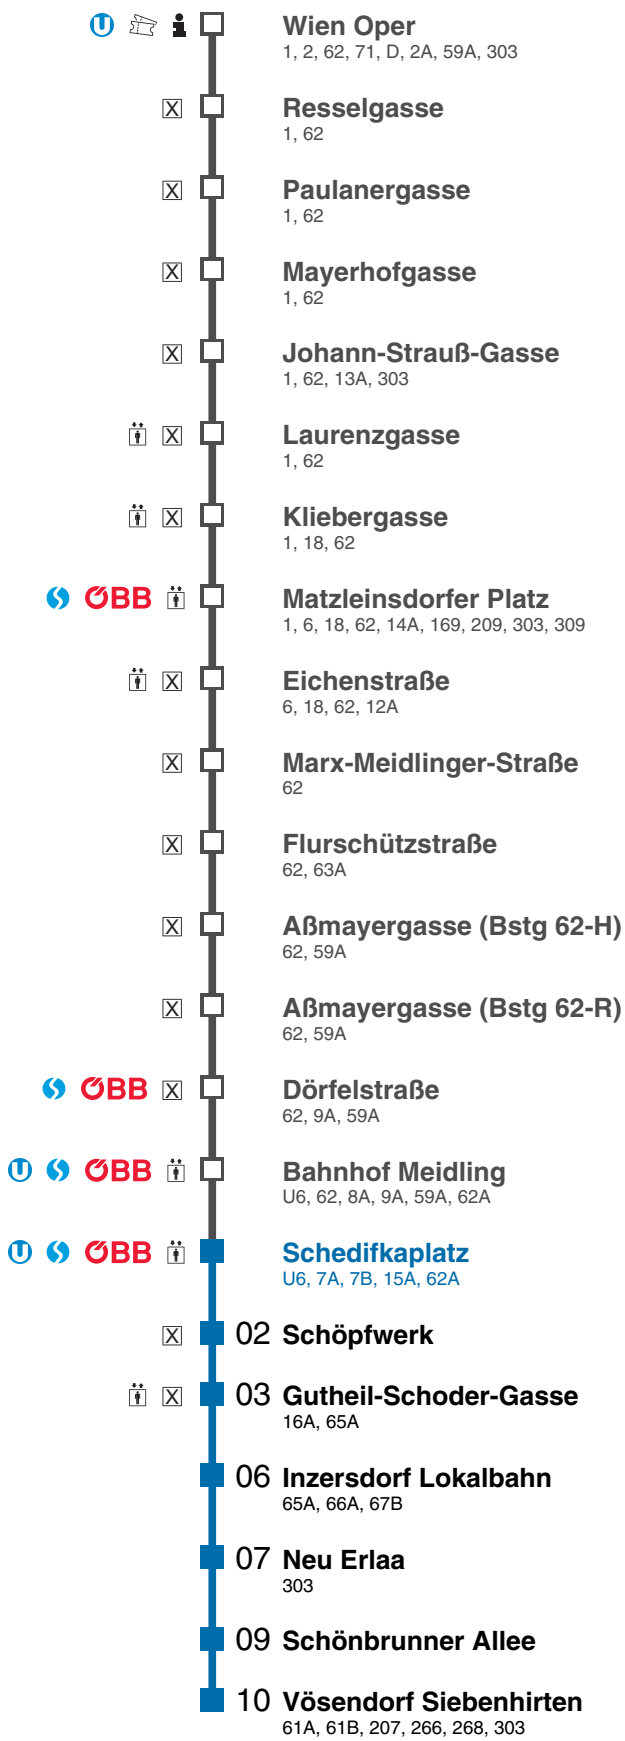 U i Wien Oper
1, 2, 62, 71, D, 2A, 59A, 303
X Resselgasse
1, 62
X Paulanergasse
1, 62
X Mayerhofgasse
1, 62
X Johann-Strauß-Gasse
1, 62, 13A, 303
X Laurenzgasse
1, 62
X Kliebergasse
1, 18, 62
S ÖBB Matzleinsdorfer Platz
1, 6, 18, 62, 14A, 169, 209, 303, 309
X Eichenstraße
6, 18, 62, 12A
X Marx-Meidlinger-Straße
62
X Flurschützstraße
62, 63A
X Aßmayergasse (Bstg 62-H)
62, 59A
X Aßmayergasse (Bstg 62-R)
62, 59A
S ÖBB X Dörfelstraße
62, 9A, 59A
U S ÖBB Bahnhof Meidling
U6, 62, 8A, 9A, 59A, 62A
U S ÖBB Schedifkaplatz
U6, 7A, 7B, 15A, 62A
X 02 Schöpfwerk
X 03 Gutheil-Schoder-Gasse
16A, 65A
06 Inzersdorf Lokalbahn
65A, 66A, 67B
07 Neu Erlaa
303
09 Schönbrunner Allee
10 Vösendorf Siebenhirten
61A, 61B, 207, 266, 268, 303